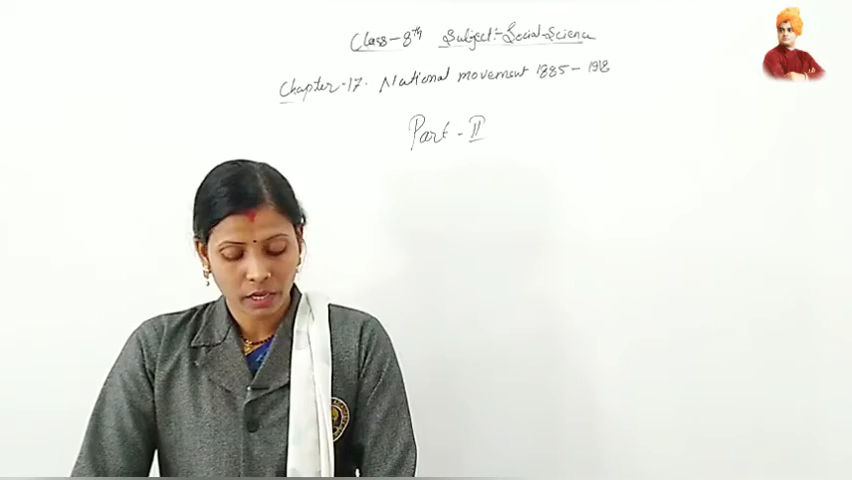 Class-8th Subject:-Social-Science
Chapter-17. National movement 1885-1918
Part-II